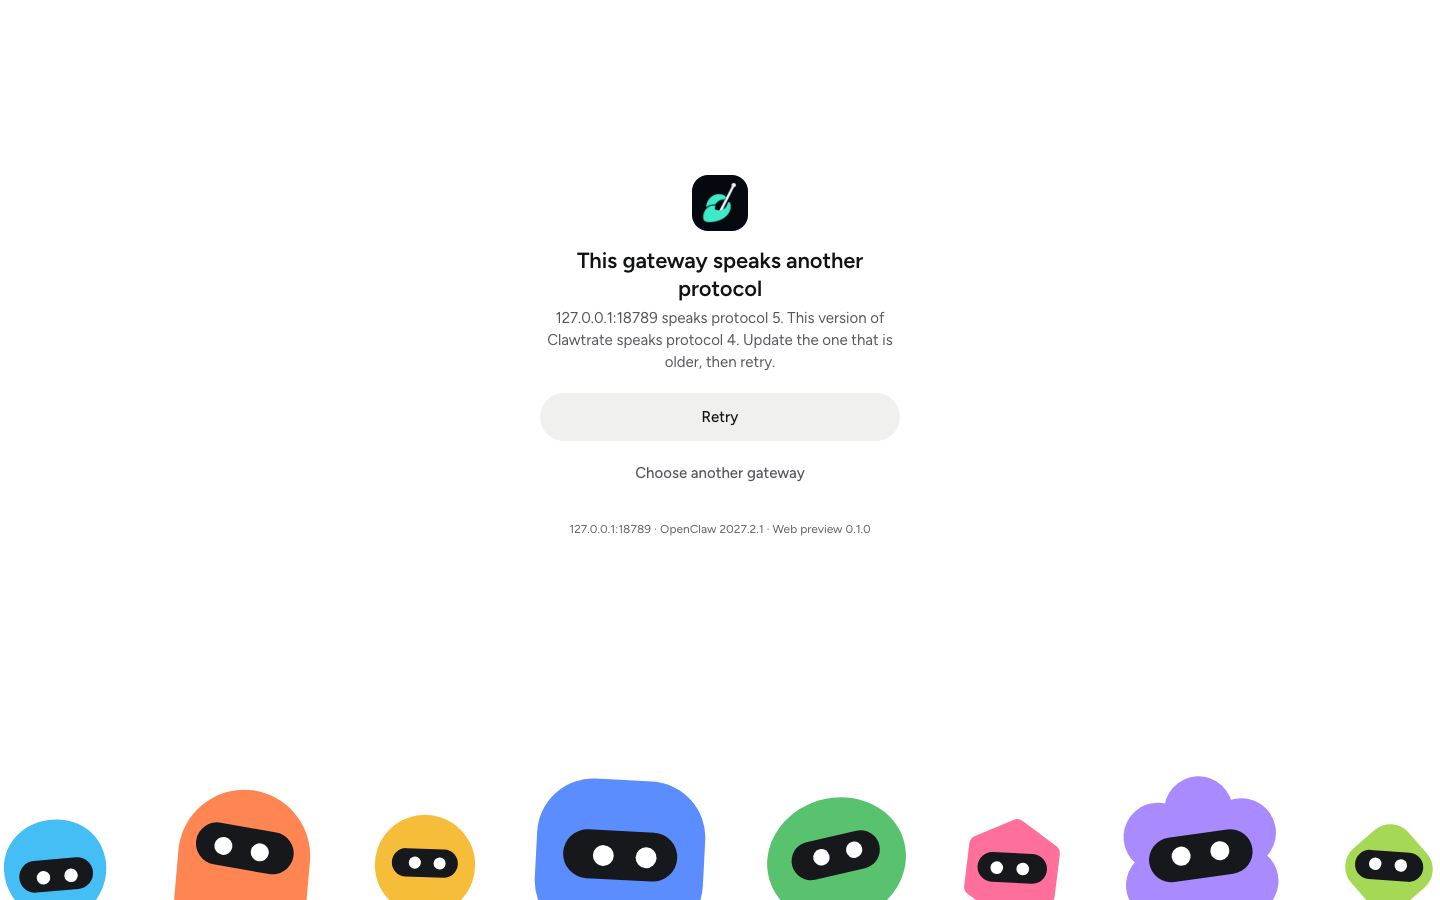 This gateway speaks another
protocol
127.0.0.1:18789 speaks protocol 5. This version of
Clawtrate speaks protocol 4. Update the one that is
older, then retry.
Retry
Choose another gateway
127.0.0.1:18789 · OpenClaw 2027.2.1 · Web preview 0.1.0